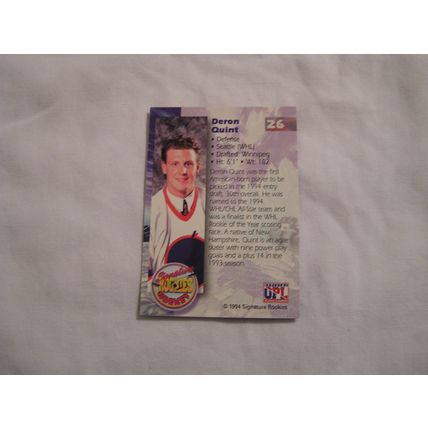 Deron
Quint
26
• Defense
• Seattle (WHL)
• Drafted: Winnipeg
• Ht: 6'1" • Wt: 182
Deron Quint was the first
American-born player to be
picked in the 1994 entry
draft, 30th overall. He was
named to the 1994
WHL/CHL All-Star team and
was a finalist in the WHL
Rookie of the Year scoring
race. A native of New
Hampshire, Quint is an agile
skater with nine power play
goals and a plus 14 in the
1993 season.
Signature
ROOKIES
HOCKEY
UPL
© 1994 Signature Rookies